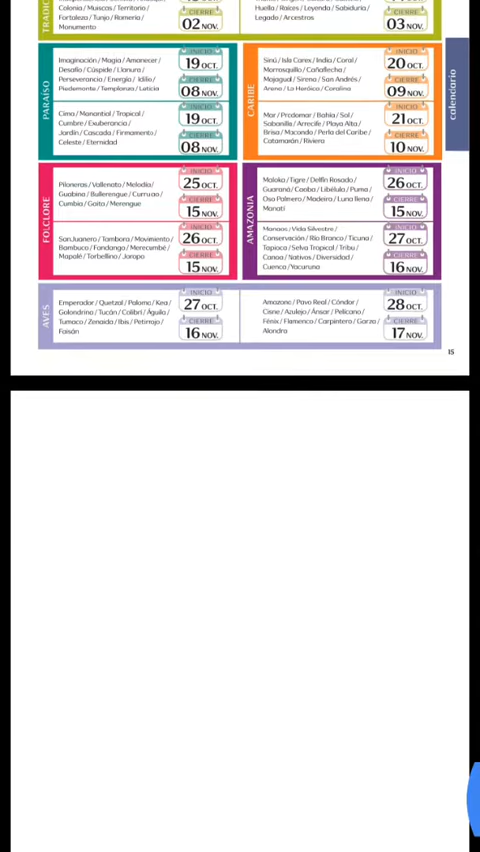 TRADIC
Colonia / Muiscas / Territorio /
Fortaleza / Tunjo / Romería /
Monumento
CIERRE
02 NOV.
Huella / Raíces / Leyenda / Sabiduría /
Legado / Ancestros
CIERRE
03 NOV.
PARAÍSO
Imaginación / Magia / Amanecer /
Desafío / Cúspide / Llanura /
Perseverancia / Energía / Idilio /
Piedemonte / Templanza / Leticia
INICIO
19 OCT.
CIERRE
08 NOV.
Cima / Manantial / Tropical /
Cumbre / Exuberancia /
Jardín / Cascada / Firmamento /
Celeste / Eternidad
INICIO
19 OCT.
CIERRE
08 NOV.
CARIBE
Sinú / Isla Corex / India / Coral /
Morrosquillo / Cañaflecha /
Majagual / Sirena / San Andrés /
Arena / La Heróica / Coralina
INICIO
20 OCT.
CIERRE
09 NOV.
Mar / Prodamar / Bahía / Sol /
Sabanilla / Arrecife / Playa Alta /
Brisa / Macondo / Perla del Caribe /
Catamarán / Riviera
INICIO
21 OCT.
CIERRE
10 NOV.
calendario
FOLCLORE
Piloneras / Vallenato / Melodía /
Guabina / Bullerengue / Currulao /
Cumbia / Gaita / Merengue
INICIO
25 OCT.
CIERRE
15 NOV.
SanJuanero / Tambora / Movimiento /
Bambuco / Fandango / Merecumbé /
Mapalé / Torbellino / Joropo
INICIO
26 OCT.
CIERRE
15 NOV.
AMAZONIA
Maloka / Tigre / Delfín Rosado /
Guaraná / Caoba / Libélula / Puma /
Oso Palmero / Madeira / Luna llena /
Manatí
INICIO
26 OCT.
CIERRE
15 NOV.
Manaos / Vida Silvestre /
Conservación / Río Branco / Ticuna /
Tapioca / Selva Tropical / Tribu /
Canoa / Nativos / Diversidad /
Cuenca / Yacuruna
INICIO
27 OCT.
CIERRE
16 NOV.
AVES
Emperador / Quetzal / Paloma / Kira /
Golondrina / Tucán / Colibrí / Águila /
Tumaco / Zenaida / Ibis / Petirrojo /
Faisán
INICIO
27 OCT.
CIERRE
16 NOV.
Amazona / Pavo Real / Cóndor /
Cisne / Azulejo / Ánsar / Pelícano /
Fénix / Flamenco / Carpintero / Garza /
Alondra
INICIO
28 OCT.
CIERRE
17 NOV.
15